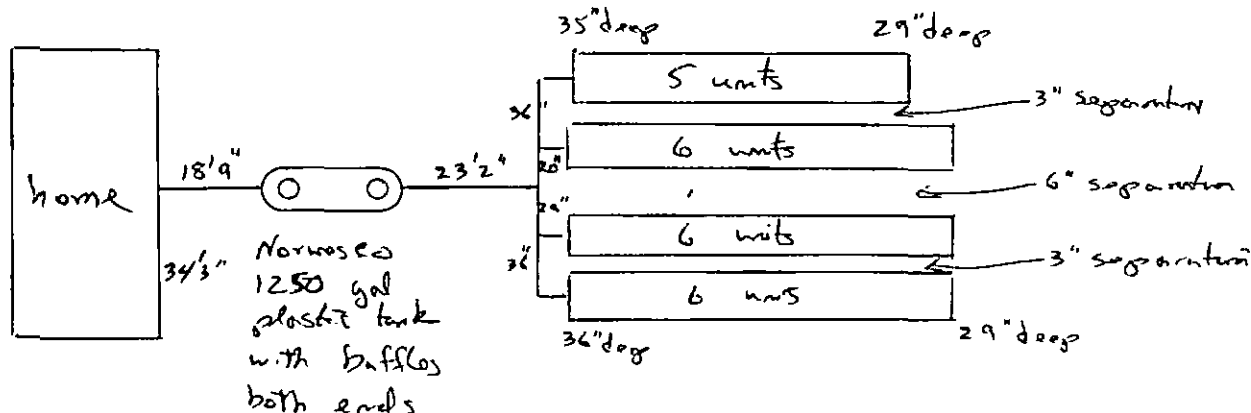 35" deep
29" deep
5 units
3" separation
36"
6 units
20"
6" separation
home
18'9"
23'2"
6 units
36"
3" separation
34'3"
6 units
36" deep
29" deep
1250 gal
plastic tank
with baffles
both ends